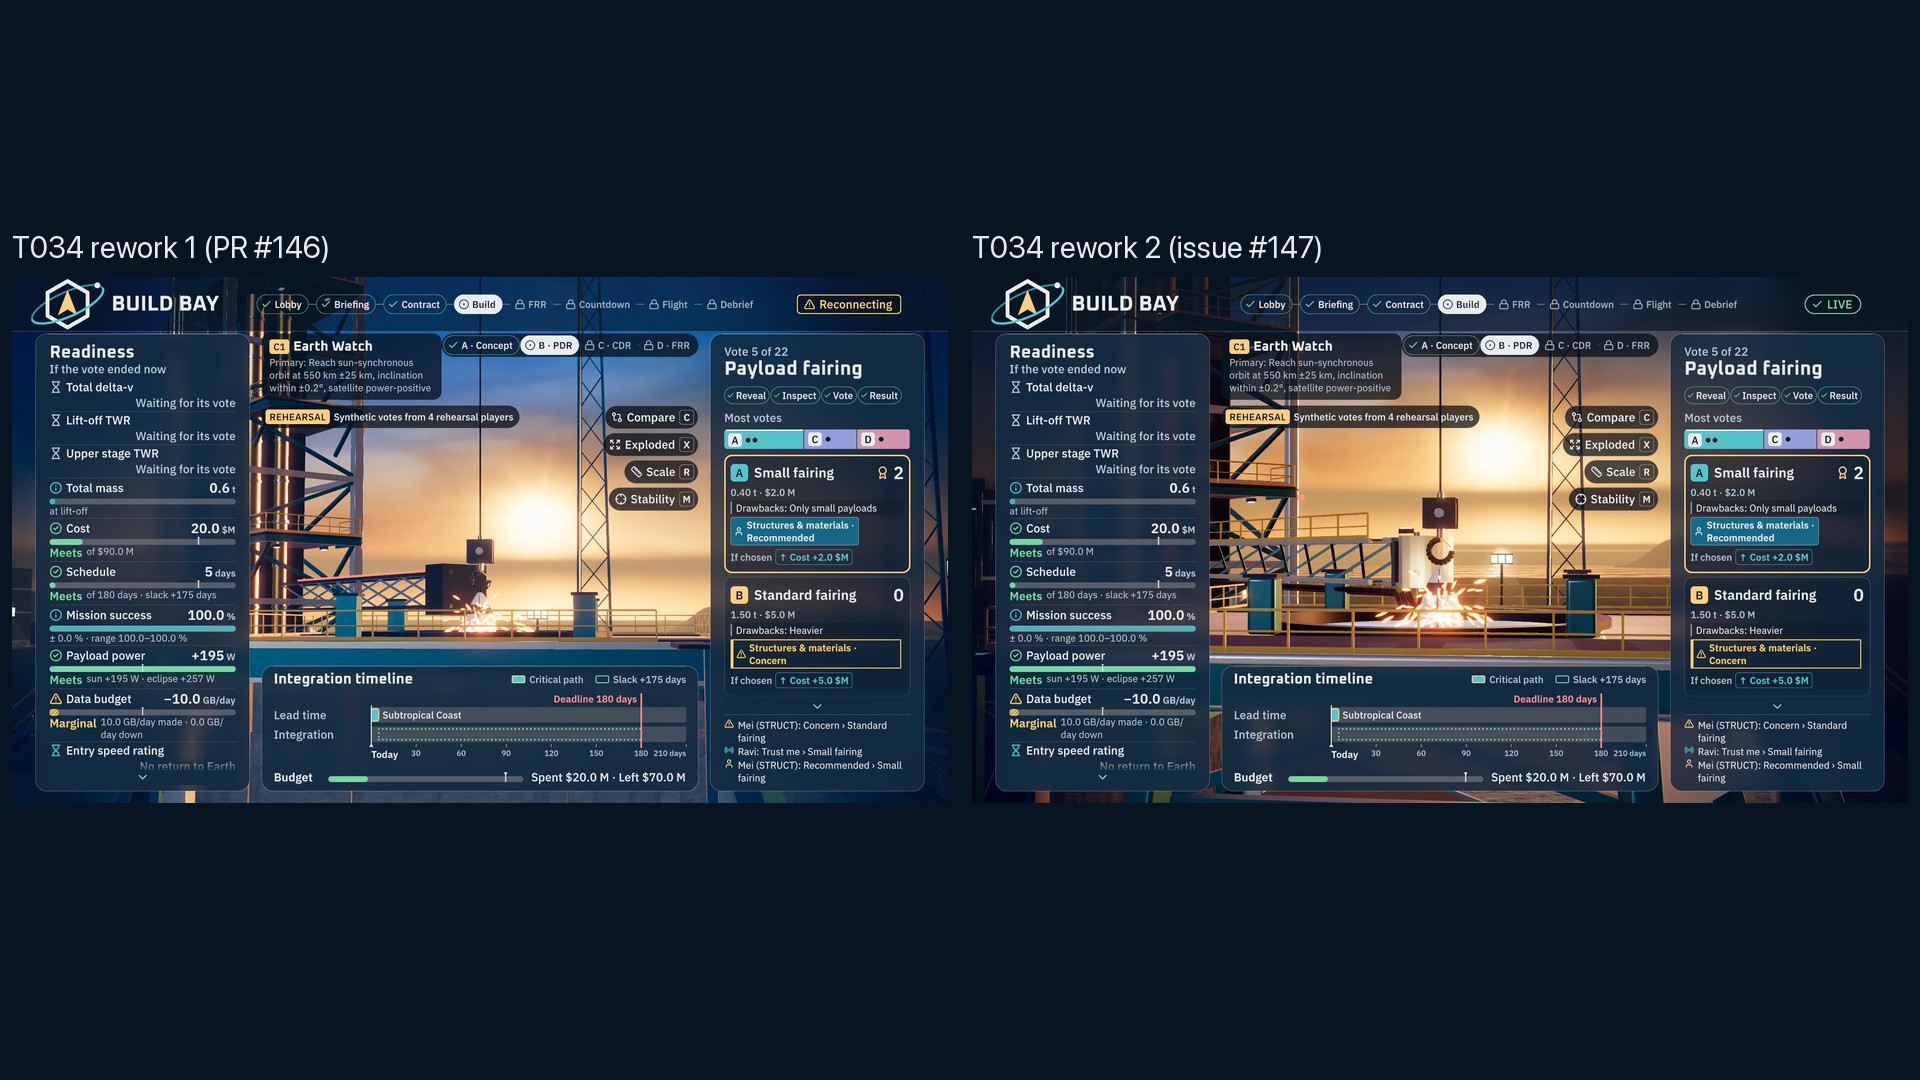 T034 rework 1 (PR #146)
BUILD BAY
Lobby
Briefing
Contract
Build
FRR
Countdown
Flight
Debrief
Reconnecting
Readiness
If the vote ended now
Total delta-v
Waiting for its vote
Lift-off TWR
Waiting for its vote
Upper stage TWR
Waiting for its vote
Total mass 0.6 t
at lift-off
Cost 20.0 $M
Meets of $90.0 M
Schedule 5 days
Meets of 180 days · slack +175 days
Mission success 100.0 %
± 0.0 % · range 100.0–100.0 %
Payload power +195 W
Meets sun +195 W · eclipse +257 W
Data budget −10.0 GB/day
Marginal 10.0 GB/day made · 0.0 GB/
day down
Entry speed rating
No return to Earth
C1 Earth Watch
Primary: Reach sun-synchronous
orbit at 550 km ±25 km, inclination
within ±0.2°, satellite power-positive
A · Concept
B · PDR
C · CDR
D · FRR
REHEARSAL Synthetic votes from 4 rehearsal players
Compare C
Exploded X
Scale R
Stability M
Integration timeline
Critical path
Slack +175 days
Deadline 180 days
Lead time
Subtropical Coast
Integration
Today 30 60 90 120 150 180 210 days
Budget
Spent $20.0 M · Left $70.0 M
Vote 5 of 22
Payload fairing
Reveal
Inspect
Vote
Result
Most votes
A C D
A Small fairing 2
0.40 t · $2.0 M
Drawbacks: Only small payloads
Structures & materials ·
Recommended
If chosen ↑ Cost +2.0 $M
B Standard fairing 0
1.50 t · $5.0 M
Drawbacks: Heavier
Structures & materials ·
Concern
If chosen ↑ Cost +5.0 $M
Mei (STRUCT): Concern › Standard
fairing
Ravi: Trust me › Small fairing
Mei (STRUCT): Recommended › Small
fairing
T034 rework 2 (issue #147)
BUILD BAY
Lobby
Briefing
Contract
Build
FRR
Countdown
Flight
Debrief
LIVE
Readiness
If the vote ended now
Total delta-v
Waiting for its vote
Lift-off TWR
Waiting for its vote
Upper stage TWR
Waiting for its vote
Total mass 0.6 t
at lift-off
Cost 20.0 $M
Meets of $90.0 M
Schedule 5 days
Meets of 180 days · slack +175 days
Mission success 100.0 %
± 0.0 % · range 100.0–100.0 %
Payload power +195 W
Meets sun +195 W · eclipse +257 W
Data budget −10.0 GB/day
Marginal 10.0 GB/day made · 0.0 GB/
day down
Entry speed rating
No return to Earth
C1 Earth Watch
Primary: Reach sun-synchronous
orbit at 550 km ±25 km, inclination
within ±0.2°, satellite power-positive
A · Concept
B · PDR
C · CDR
D · FRR
REHEARSAL Synthetic votes from 4 rehearsal players
Compare C
Exploded X
Scale R
Stability M
Integration timeline
Critical path
Slack +175 days
Deadline 180 days
Lead time
Subtropical Coast
Integration
Today 30 60 90 120 150 180 210 days
Budget
Spent $20.0 M · Left $70.0 M
Vote 5 of 22
Payload fairing
Reveal
Inspect
Vote
Result
Most votes
A C D
A Small fairing 2
0.40 t · $2.0 M
Drawbacks: Only small payloads
Structures & materials ·
Recommended
If chosen ↑ Cost +2.0 $M
B Standard fairing 0
1.50 t · $5.0 M
Drawbacks: Heavier
Structures & materials ·
Concern
If chosen ↑ Cost +5.0 $M
Mei (STRUCT): Concern › Standard
fairing
Ravi: Trust me › Small fairing
Mei (STRUCT): Recommended › Small
fairing